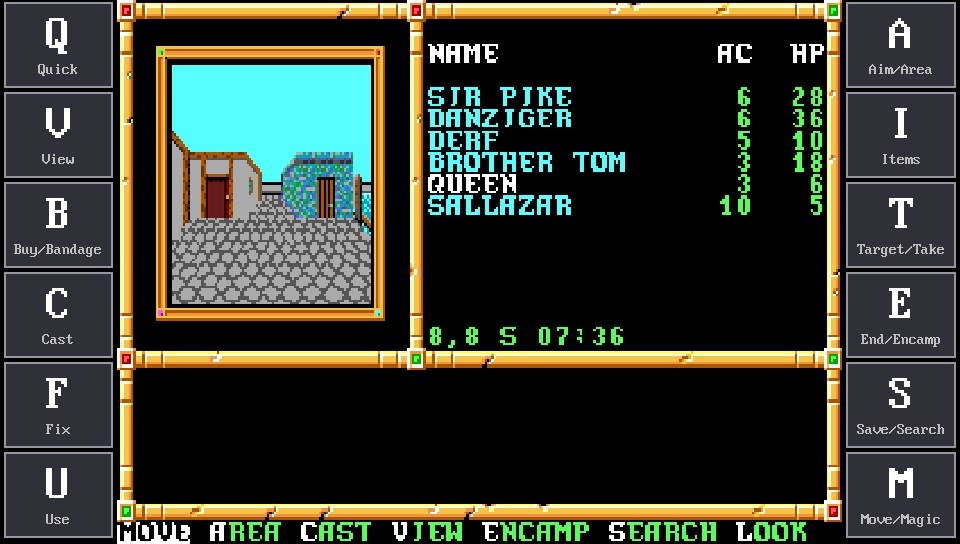 Q
Quick
V
View
B
Buy/Bandage
C
Cast
F
Fix
U
Use
NAME AC HP
SIR PIKE 6 28
DANZIGER 6 36
DERF 5 10
BROTHER TOM 3 18
QUEEN 3 6
SALLAZAR 10 5
8,8 S 07:36
MOVE AREA CAST VIEW ENCAMP SEARCH LOOK
A
Aim/Area
I
Items
T
Target/Take
E
End/Encamp
S
Save/Search
M
Move/Magic